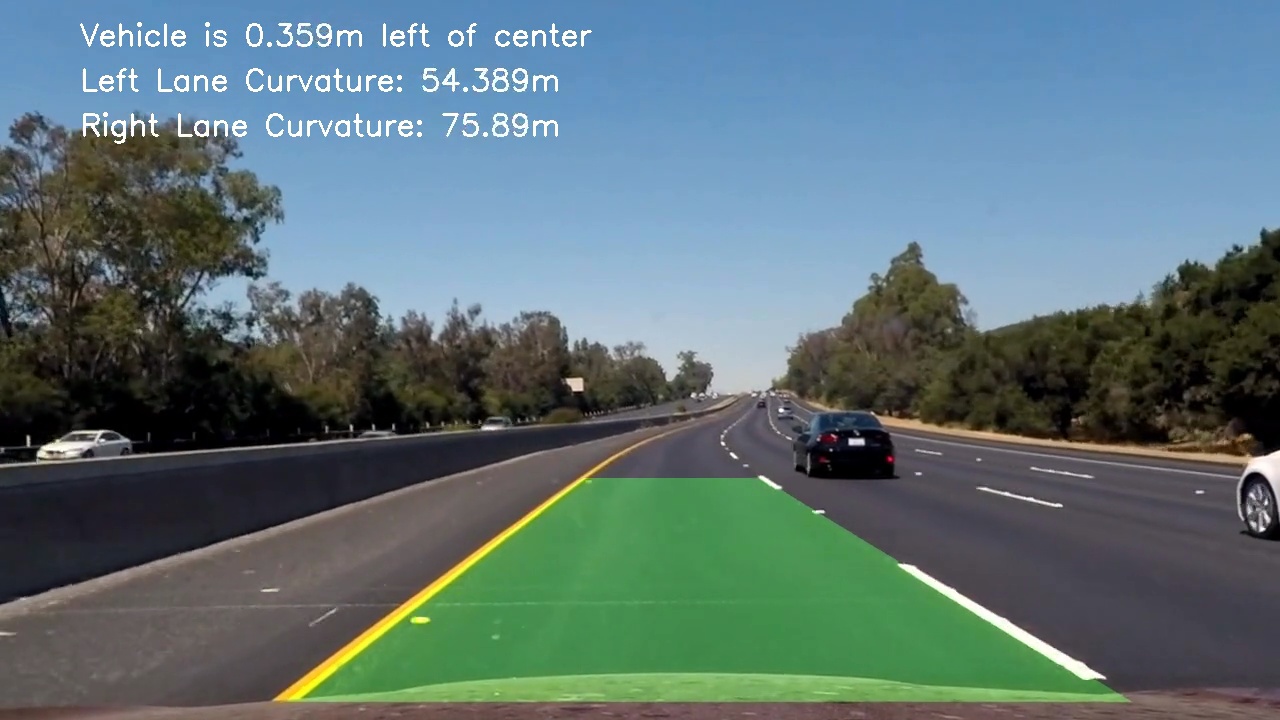 Vehicle is 0.359m left of center
Left Lane Curvature: 54.389m
Right Lane Curvature: 75.89m